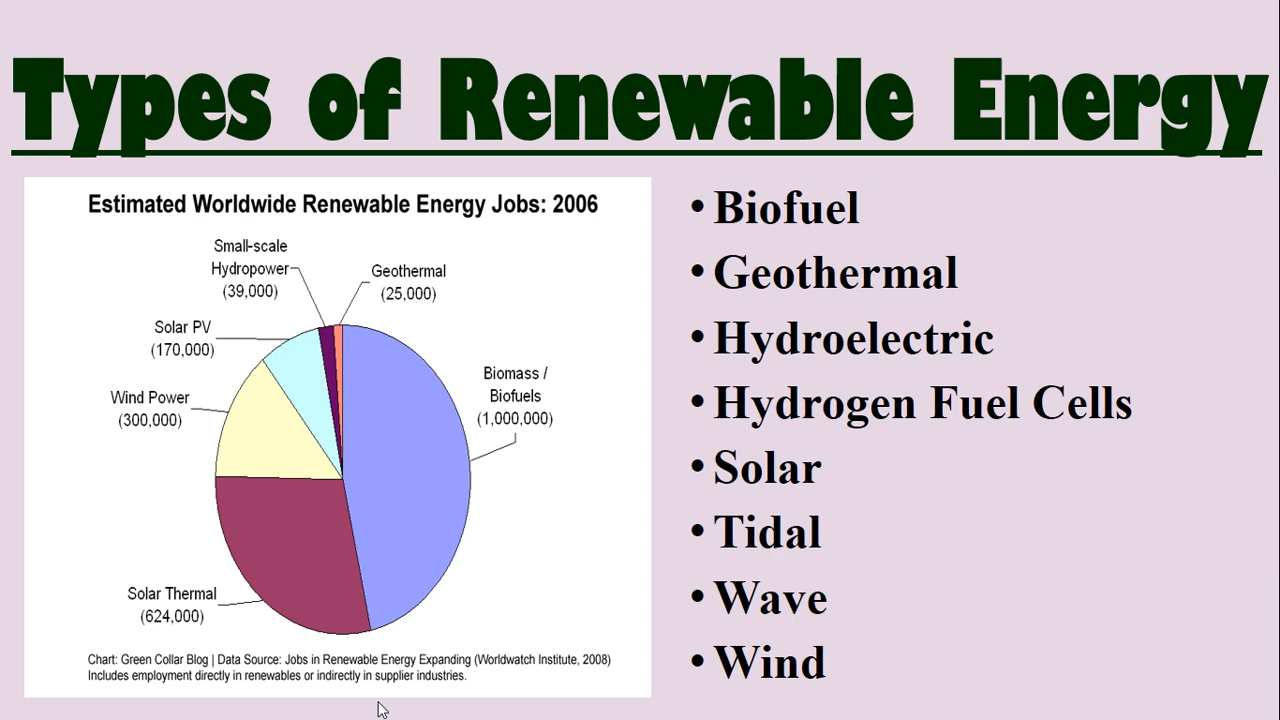 Types of Renewable Energy
Estimated Worldwide Renewable Energy Jobs: 2006
Small-scale
Hydropower
(39,000)
Geothermal
(25,000)
Solar PV
(170,000)
Wind Power
(300,000)
Biomass /
Biofuels
(1,000,000)
Solar Thermal
(624,000)
Chart: Green Collar Blog | Data Source: Jobs in Renewable Energy Expanding (Worldwatch Institute, 2008)
Includes employment directly in renewables or indirectly in supplier industries.
• Biofuel
• Geothermal
• Hydroelectric
• Hydrogen Fuel Cells
• Solar
• Tidal
• Wave
• Wind